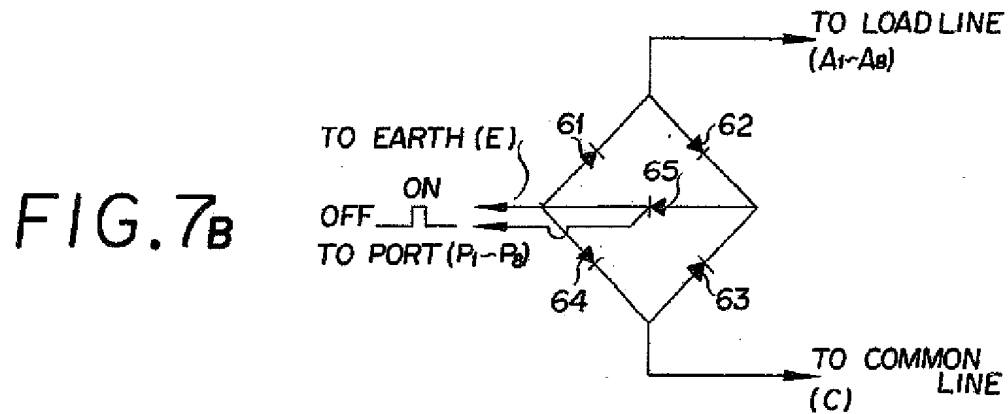 TO LOAD LINE
(A1~A8)
61
62
TO EARTH (E)
65
ON
OFF
FIG. 7B
TO PORT (P1~P8)
64
63
TO COMMON
LINE
(C)